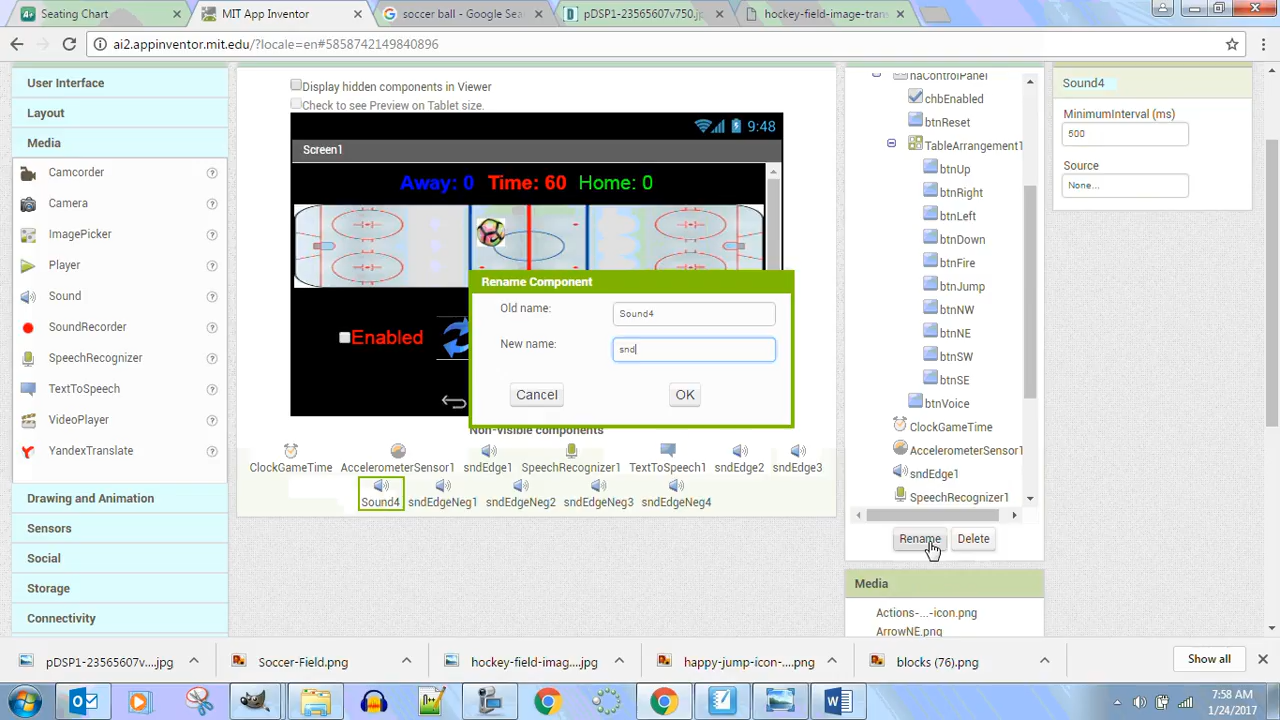 Seating Chart
MIT App Inventor
soccer ball - Google Sea
pDSP1-23565607v750.j
hockey-field-image-tran
ai2.appinventor.mit.edu/?locale=en#5858742149840896
User Interface
Layout
Media
Camcorder
Camera
ImagePicker
Player
Sound
SoundRecorder
SpeechRecognizer
TextToSpeech
VideoPlayer
YandexTranslate
Drawing and Animation
Sensors
Social
Storage
Connectivity
Display hidden components in Viewer
Check to see Preview on Tablet size.
9:48
Screen1
Away: 0 Time: 60 Home: 0
Enabled
Rename Component
Old name:
Sound4
New name:
snd
Cancel
OK
Non-visible components
ClockGameTime
AccelerometerSensor1
sndEdge1
SpeechRecognizer1
TextToSpeech1
sndEdge2
sndEdge3
Sound4
sndEdgeNeg1
sndEdgeNeg2
sndEdgeNeg3
sndEdgeNeg4
haControlPanel
chbEnabled
btnReset
TableArrangement1
btnUp
btnRight
btnLeft
btnDown
btnFire
btnJump
btnNW
btnNE
btnSW
btnSE
btnVoice
ClockGameTime
AccelerometerSensor1
sndEdge1
SpeechRecognizer1
Rename
Delete
Media
Actions-...-icon.png
ArrowNE.png
Sound4
MinimumInterval (ms)
500
Source
None...
pDSP1-23565607v....jpg
Soccer-Field.png
hockey-field-imag....jpg
happy-jump-icon-....png
blocks (76).png
Show all
7:58 AM
1/24/2017